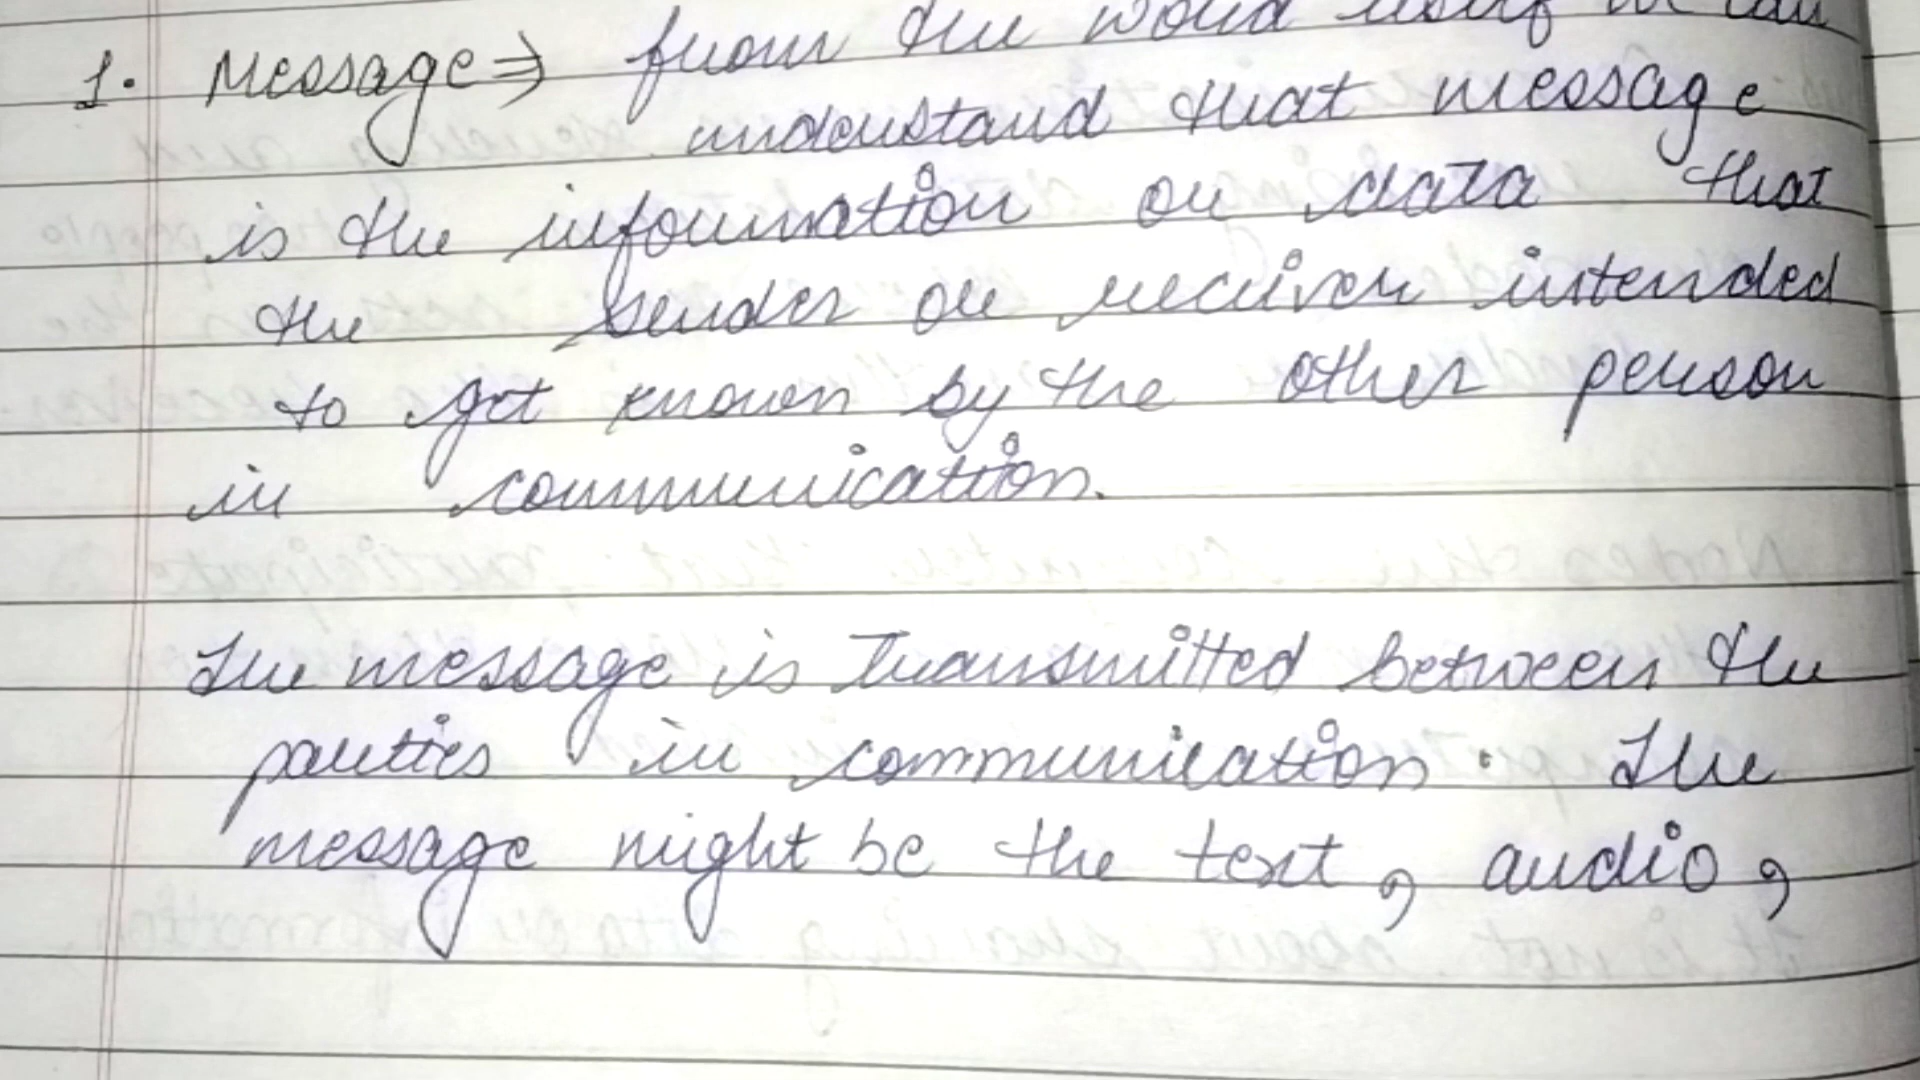 1. Message ⇒ from the word itself we can
understand that message
is the information or data that
the sender or reciever intended
to get known by the other person
in communication.
The message is Transmitted between the
parties in communication. The
message might be the text, audio,